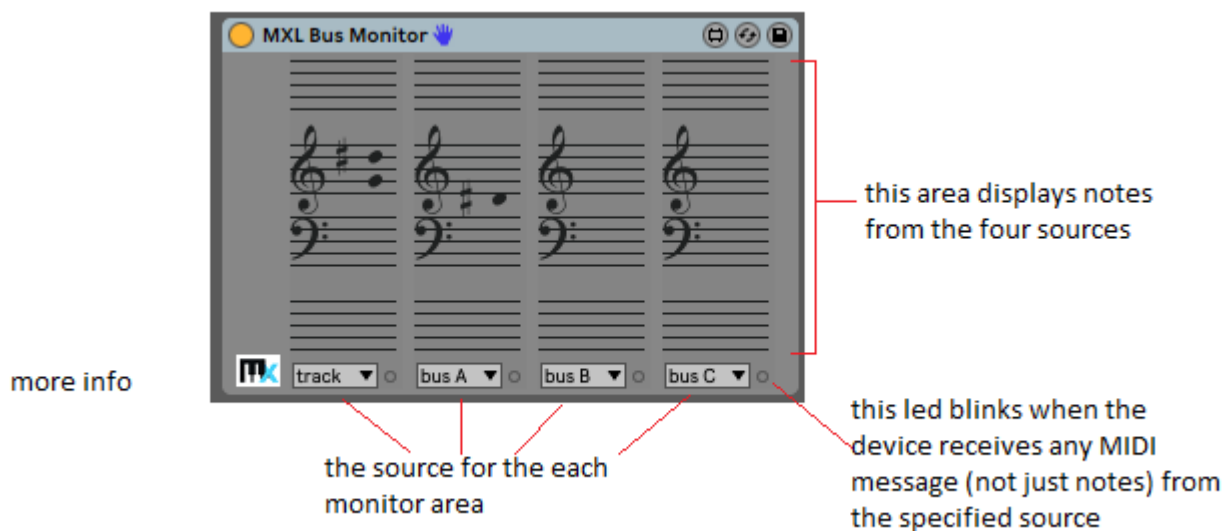 MXL Bus Monitor
this area displays notes
from the four sources
more info
Mx
track
bus A
bus B
bus C
the source for the each
monitor area
this led blinks when the
device receives any MIDI
message (not just notes) from
the specified source